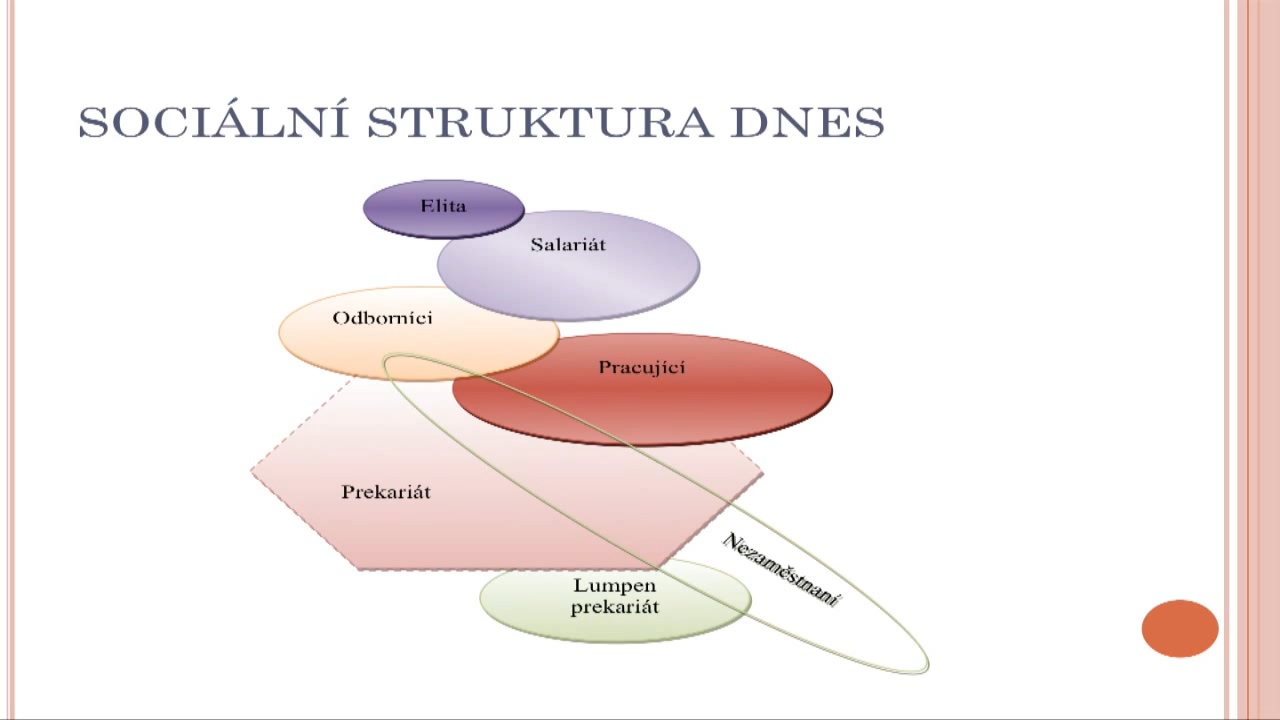 SOCIÁLNÍ STRUKTURA DNES
Elita
Salariát
Odborníci
Pracující
Prekariát
Nezaměstnaní
Lumpen
prekariát